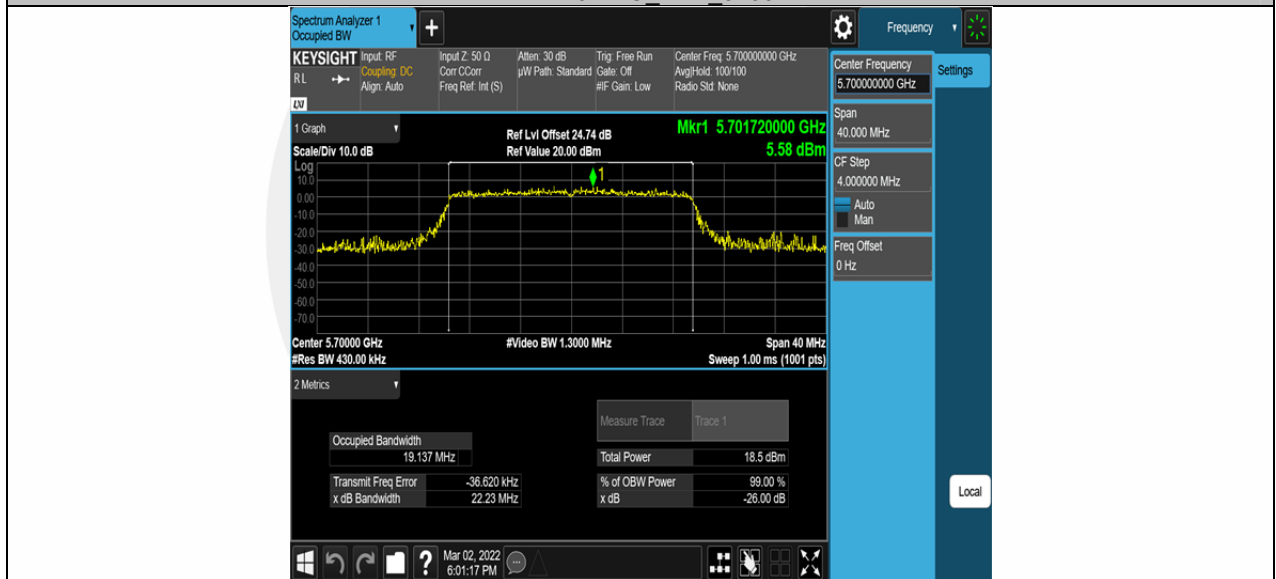 Spectrum Analyzer 1
Occupied BW
+
Frequency
KEYSIGHT
RL
LXI
Input: RF
Coupling: DC
Align: Auto
Input Z: 50 Ω
Corr CCorr
Freq Ref: Int (S)
Atten: 30 dB
µW Path: Standard
Trig: Free Run
Gate: Off
#IF Gain: Low
Center Freq: 5.700000000 GHz
Avg|Hold: 100/100
Radio Std: None
Center Frequency
5.700000000 GHz
Settings
Span
40.000 MHz
CF Step
4.000000 MHz
Auto
Man
Freq Offset
0 Hz
Local
1 Graph
Scale/Div 10.0 dB
Ref Lvl Offset 24.74 dB
Ref Value 20.00 dBm
Mkr1 5.701720000 GHz
5.58 dBm
Log
10.0
0.00
-10.0
-20.0
-30.0
-40.0
-50.0
-60.0
-70.0
1
Center 5.70000 GHz
#Res BW 430.00 kHz
#Video BW 1.3000 MHz
Span 40 MHz
Sweep 1.00 ms (1001 pts)
2 Metrics
Measure Trace Trace 1
Occupied Bandwidth
19.137 MHz
Total Power 18.5 dBm
Transmit Freq Error -36.620 kHz
x dB Bandwidth 22.23 MHz
% of OBW Power 99.00 %
x dB -26.00 dB
?
Mar 02, 2022
6:01:17 PM